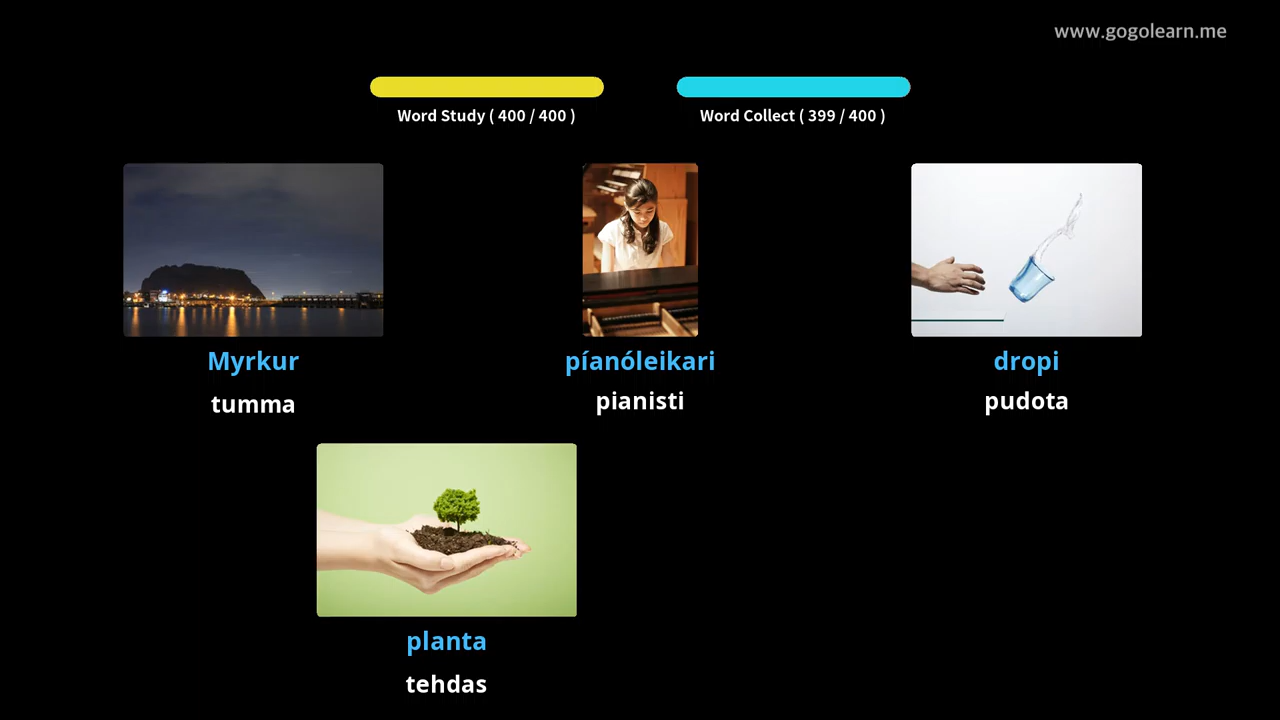 www.gogolearn.me
Word Study ( 400 / 400 )
Word Collect ( 399 / 400 )
Myrkur
tumma
píanóleikari
pianisti
dropi
pudota
planta
tehdas